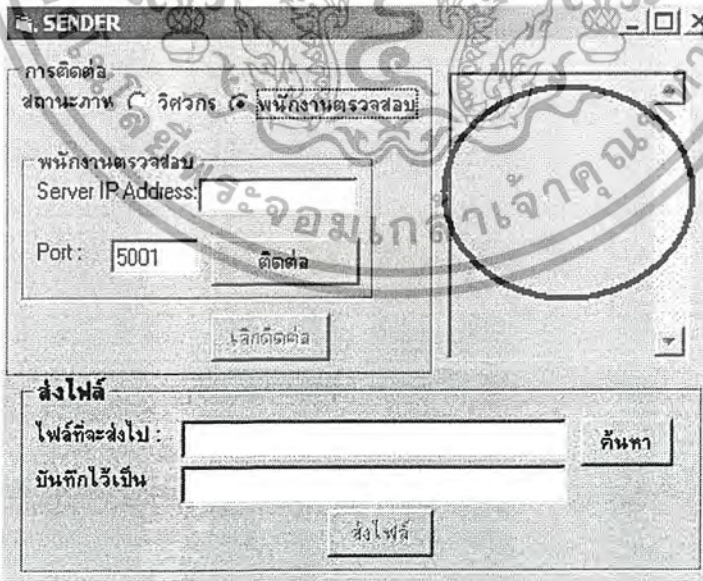 SENDER
การติดต่อ
สถานะภาพ วิศวกร พนักงานตรวจสอบ
พนักงานตรวจสอบ
Server IP Address:
Port : 5001 ติดต่อ
เลิกติดต่อ
ส่งไฟล์
ไฟล์ที่จะส่งไป : ค้นหา
บันทึกไว้เป็น
ส่งไฟล์